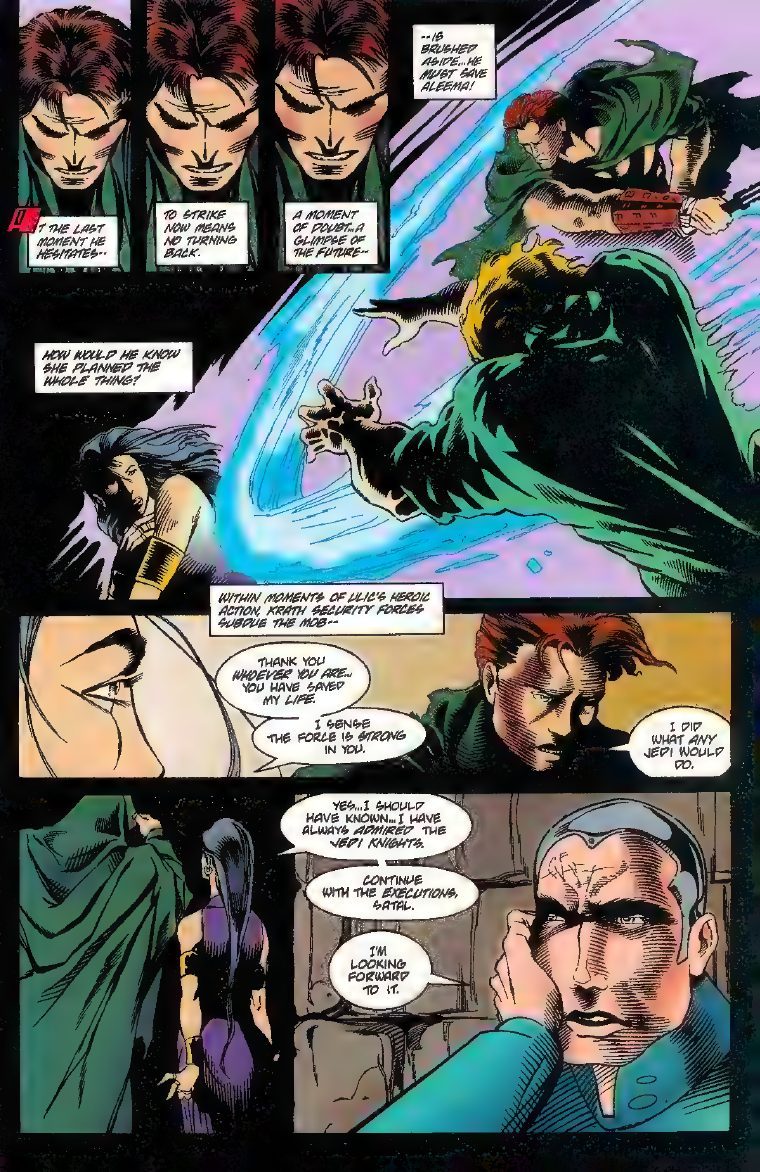 AT THE LAST
MOMENT HE
HESITATES--
TO STRIKE
NOW MEANS
NO TURNING
BACK.
A MOMENT
OF DOUBT...A
GLIMPSE OF
THE FUTURE--
--IS
BRUSHED
ASIDE...HE
MUST SAVE
ALEEMA!
HOW WOULD HE KNOW
SHE PLANNED THE
WHOLE THING?
WITHIN MOMENTS OF ULIC'S HEROIC
ACTION, KRATH SECURITY FORCES
SUBDUE THE MOB--
THANK YOU
WHOEVER YOU ARE...
YOU HAVE SAVED
MY LIFE.
I SENSE
THE FORCE IS STRONG
IN YOU.
I DID
WHAT ANY
JEDI WOULD
DO.
YES...I SHOULD
HAVE KNOWN...I HAVE
ALWAYS ADMIRED THE
JEDI KNIGHTS.
CONTINUE
WITH THE EXECUTIONS,
SATAL.
I'M
LOOKING
FORWARD
TO IT.